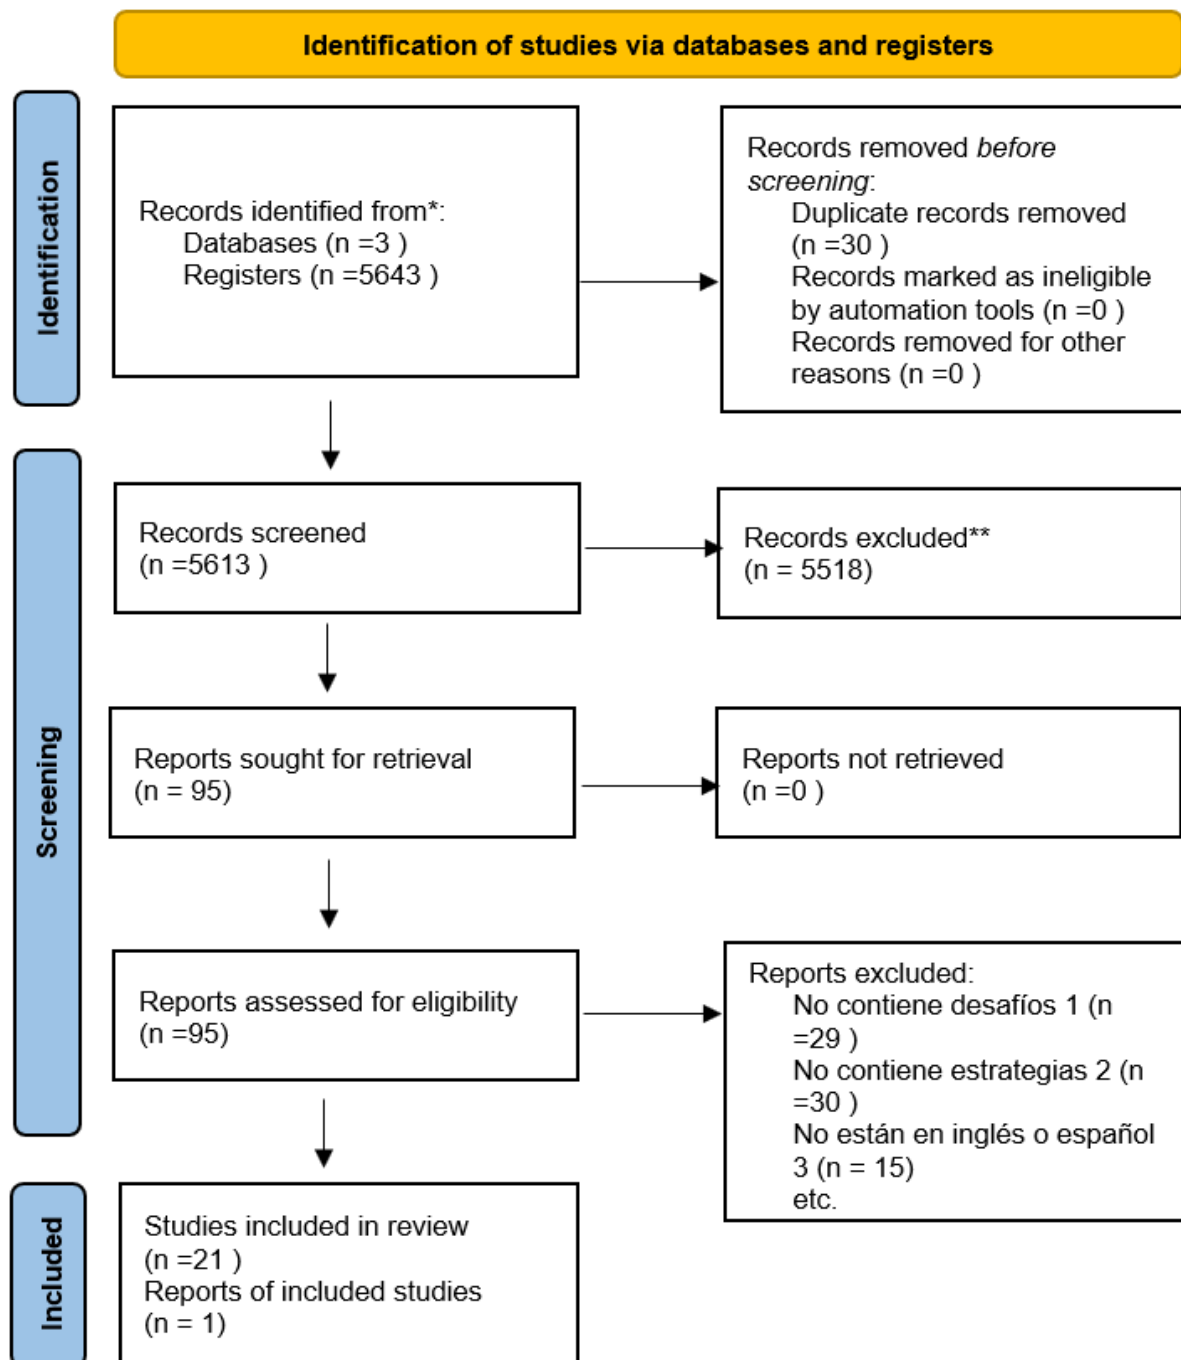 Identification of studies via databases and registers
Identification
Records identified from*:
Databases (n =3 )
Registers (n =5643 )
Records removed before
screening:
Duplicate records removed
(n =30 )
Records marked as ineligible
by automation tools (n =0 )
Records removed for other
reasons (n =0 )
Screening
Records screened
(n =5613 )
Records excluded**
(n = 5518)
Reports sought for retrieval
(n = 95)
Reports not retrieved
(n =0 )
Reports assessed for eligibility
(n =95)
Reports excluded:
No contiene desafíos 1 (n
=29 )
No contiene estrategias 2 (n
=30 )
No están en inglés o español
3 (n = 15)
etc.
Included
Studies included in review
(n =21 )
Reports of included studies
(n = 1)